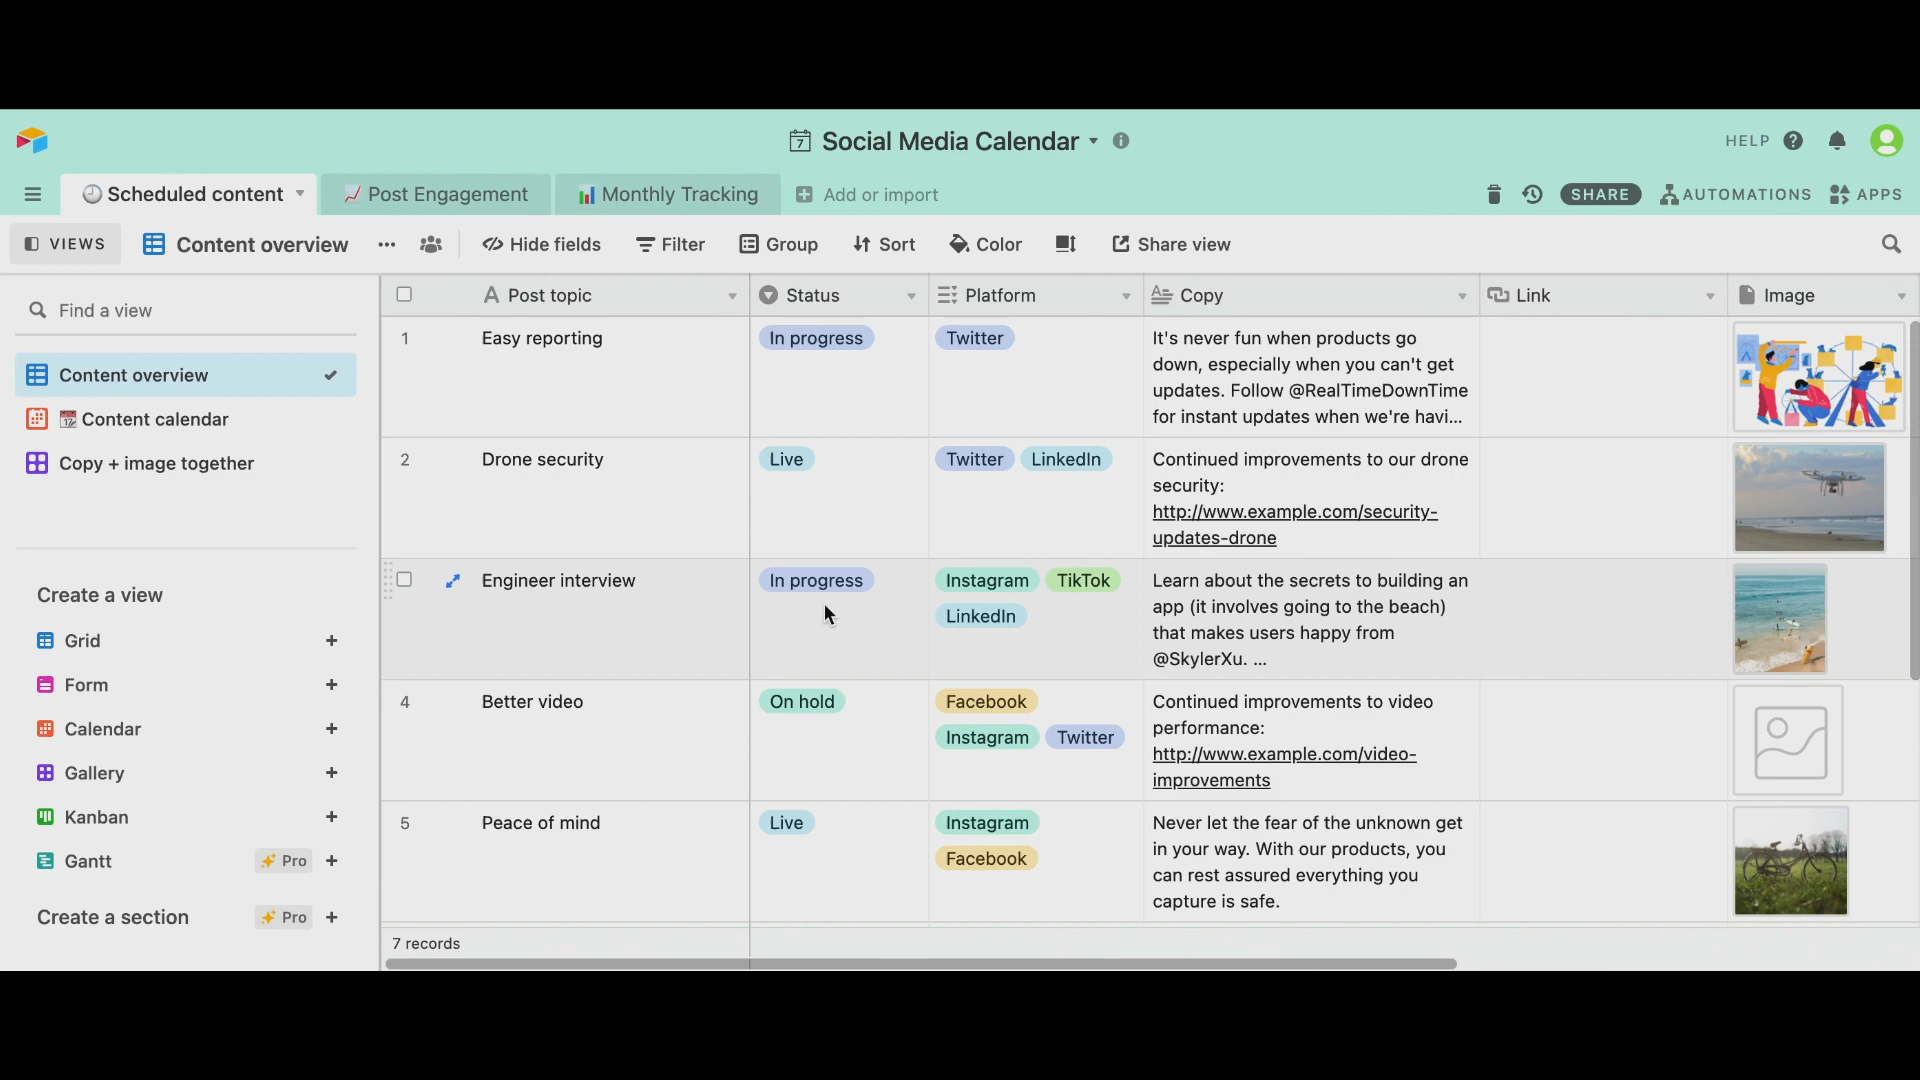 7 Social Media Calendar
HELP
Scheduled content
Post Engagement
Monthly Tracking
Add or import
SHARE
AUTOMATIONS
APPS
VIEWS
Content overview
Hide fields
Filter
Group
Sort
Color
Share view
Find a view
Content overview
Content calendar
Copy + image together
Create a view
Grid
Form
Calendar
Gallery
Kanban
Gantt Pro
Create a section Pro
Post topic Status Platform Copy Link Image
1 Easy reporting In progress Twitter It's never fun when products go
down, especially when you can't get
updates. Follow @RealTimeDownTime
for instant updates when we're havi...
2 Drone security Live Twitter LinkedIn Continued improvements to our drone
security:
http://www.example.com/security-
updates-drone
Engineer interview In progress Instagram TikTok Learn about the secrets to building an
app (it involves going to the beach)
LinkedIn
that makes users happy from
@SkylerXu. ...
4 Better video On hold Facebook Continued improvements to video
performance:
Instagram Twitter
http://www.example.com/video-
improvements
5 Peace of mind Live Instagram Never let the fear of the unknown get
in your way. With our products, you
Facebook
can rest assured everything you
capture is safe.
7 records